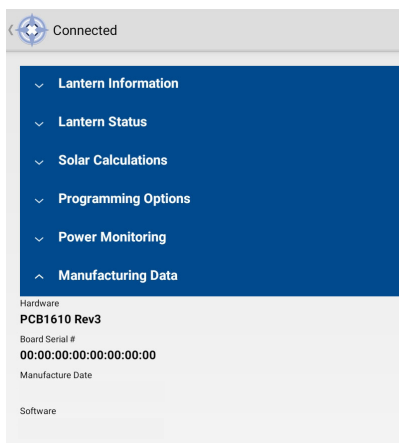 Connected
Lantern Information
Lantern Status
Solar Calculations
Programming Options
Power Monitoring
Manufacturing Data
Hardware
PCB1610 Rev3
Board Serial #
00:00:00:00:00:00:00:00
Manufacture Date
Software